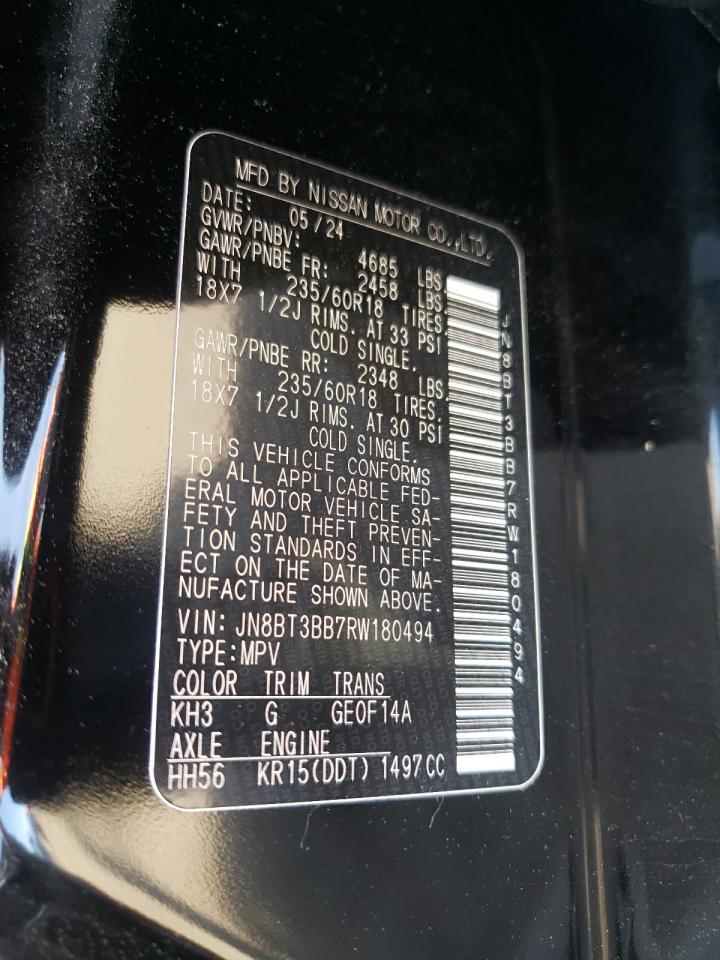 MFD BY NISSAN MOTOR CO.,LTD.
DATE: 05/24
GVWR/PNBV: 4685 LBS
GAWR/PNBE FR: 2458 LBS
WITH 235/60R18 TIRES
18X7 1/2J RIMS. AT 33 PSI
COLD SINGLE.
GAWR/PNBE RR: 2348 LBS
WITH 235/60R18 TIRES.
18X7 1/2J RIMS. AT 30 PSI
COLD SINGLE.
THIS VEHICLE CONFORMS
TO ALL APPLICABLE FED-
ERAL MOTOR VEHICLE SA-
FETY AND THEFT PREVEN-
TION STANDARDS IN EFF-
ECT ON THE DATE OF MA-
NUFACTURE SHOWN ABOVE.
VIN: JN8BT3BB7RW180494
TYPE:MPV
COLOR TRIM TRANS
KH3 G GE0F14A
AXLE ENGINE
HH56 KR15(DDT) 1497CC
JN8BT3BB7RW180494